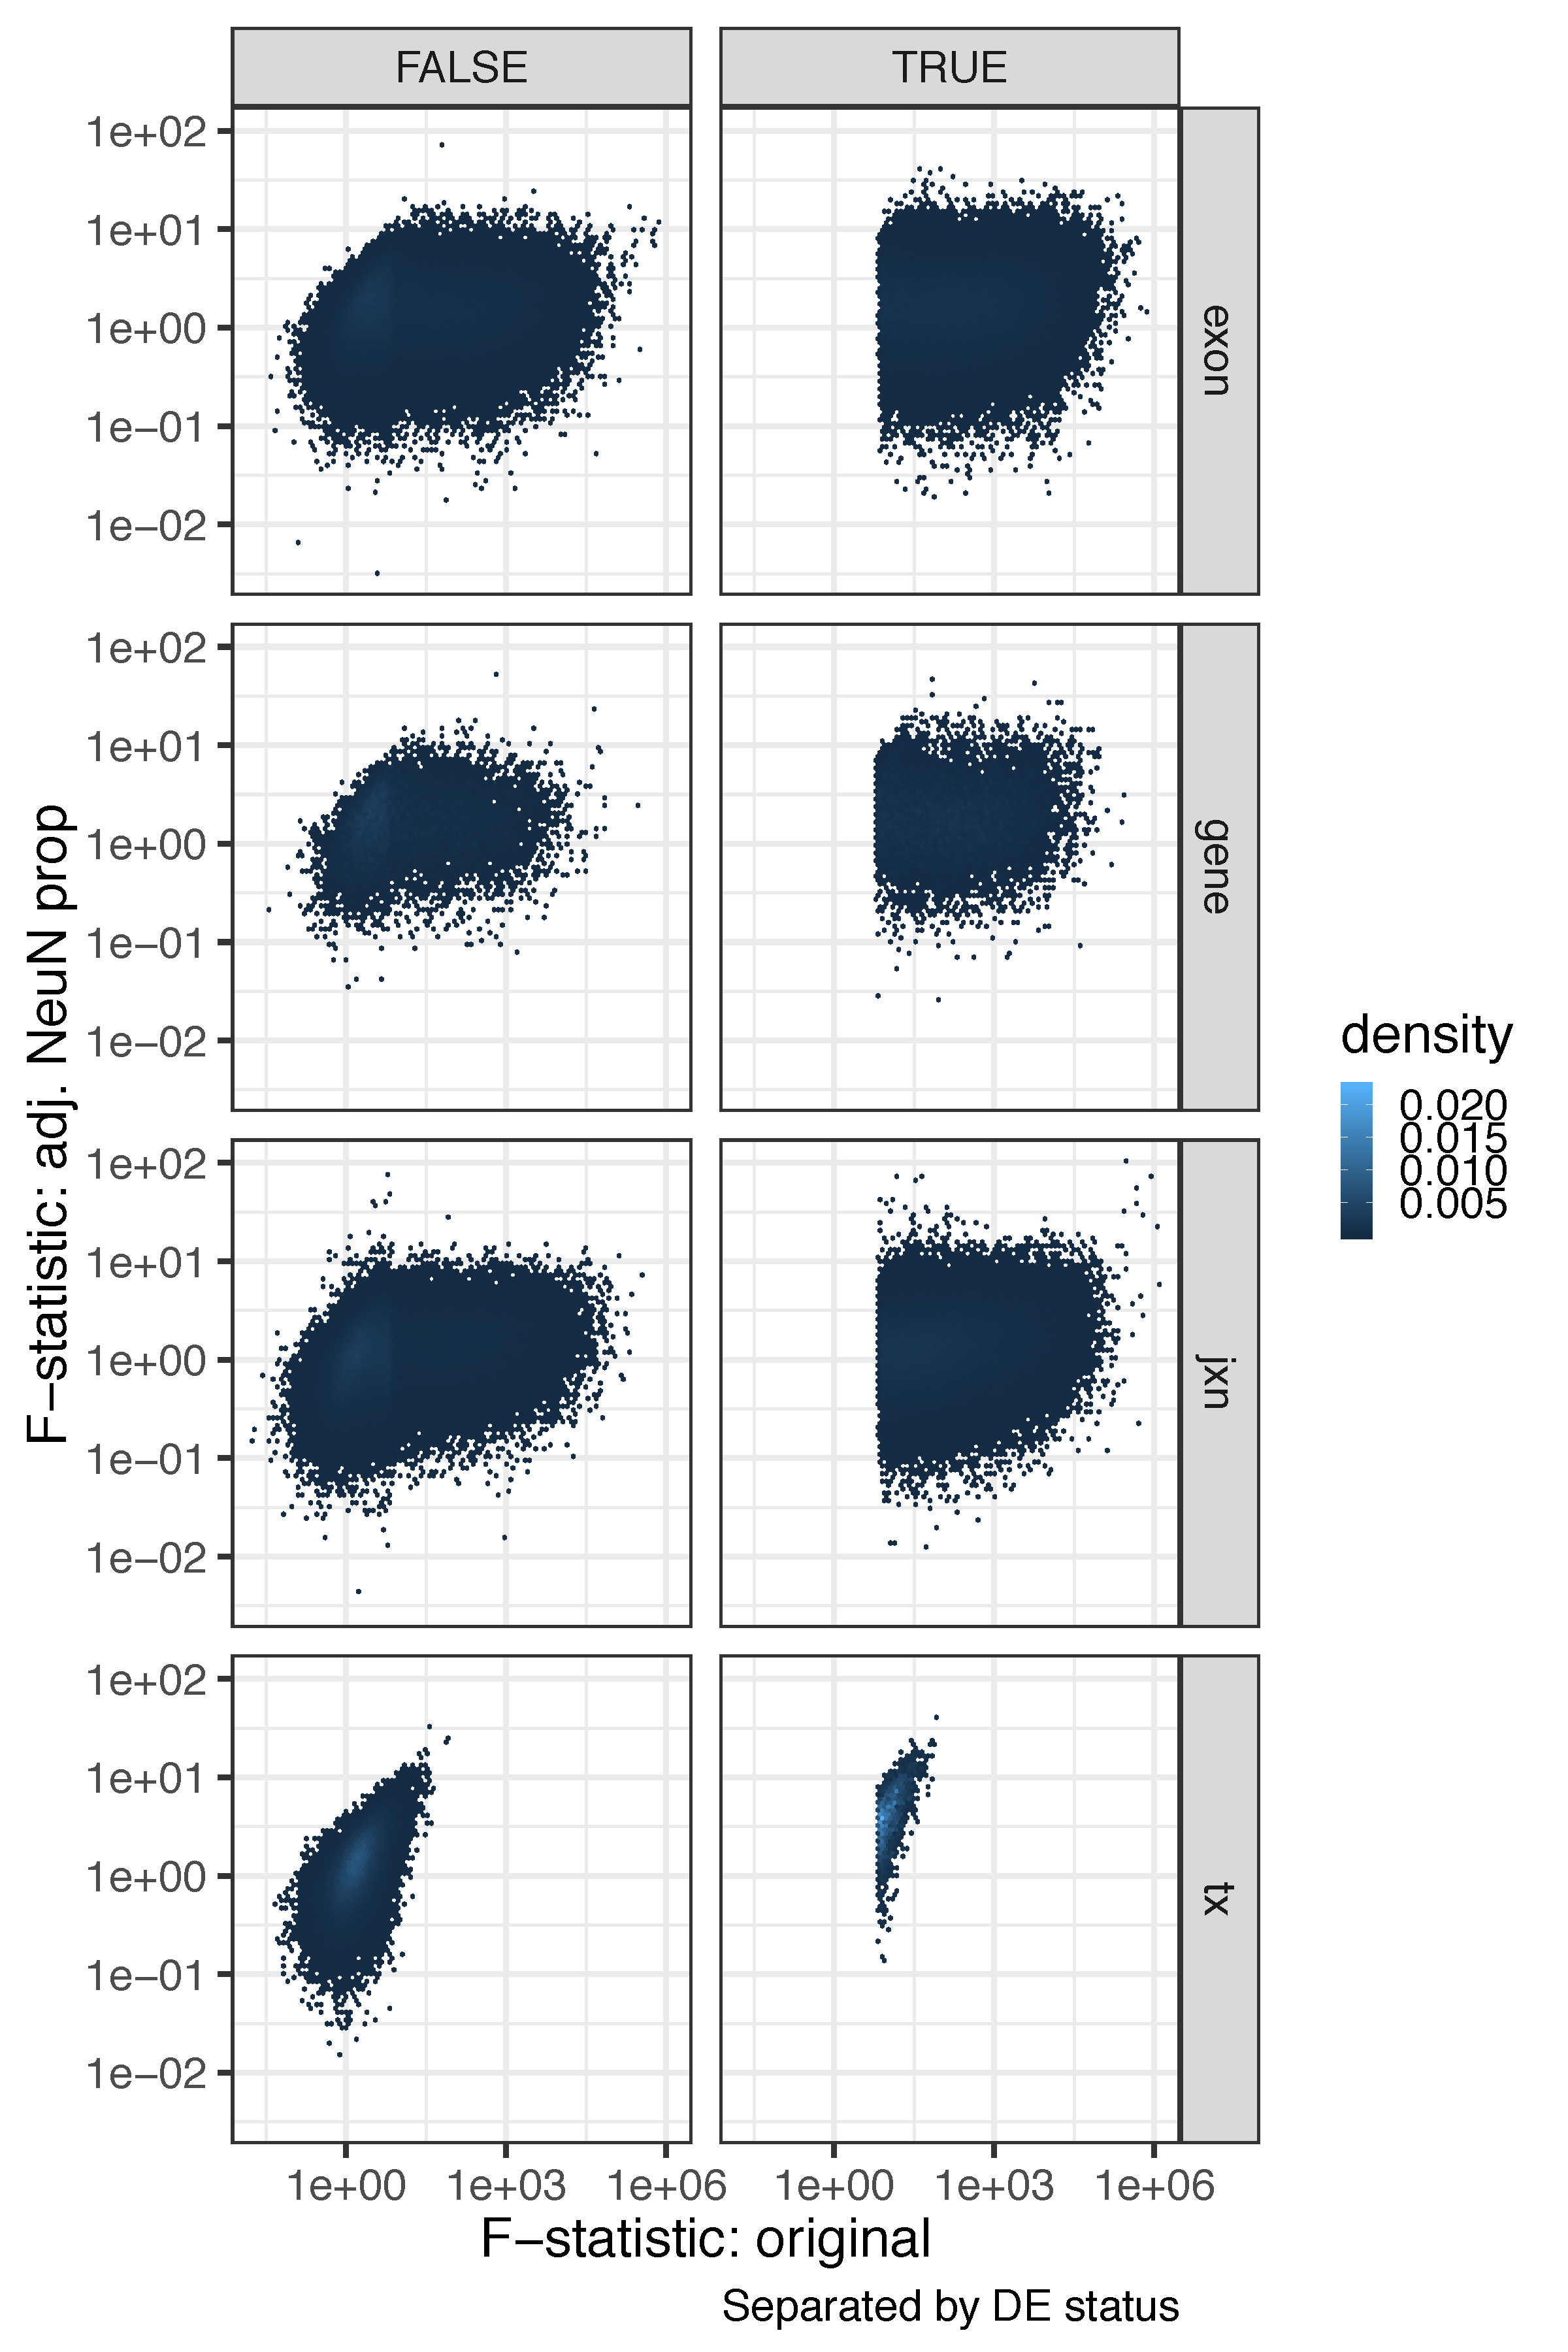 FALSE TRUE
1e+02
1e+01
1e+00
1e−01
1e−02
exon
1e+02
1e+01
1e+00
1e−01
1e−02
gene
1e+02
1e+01
1e+00
1e−01
1e−02
jxn
1e+02
1e+01
1e+00
1e−01
1e−02
tx
1e+00 1e+03 1e+06 1e+00 1e+03 1e+06
F−statistic: adj. NeuN prop
F−statistic: original
Separated by DE status
density
0.020
0.015
0.010
0.005